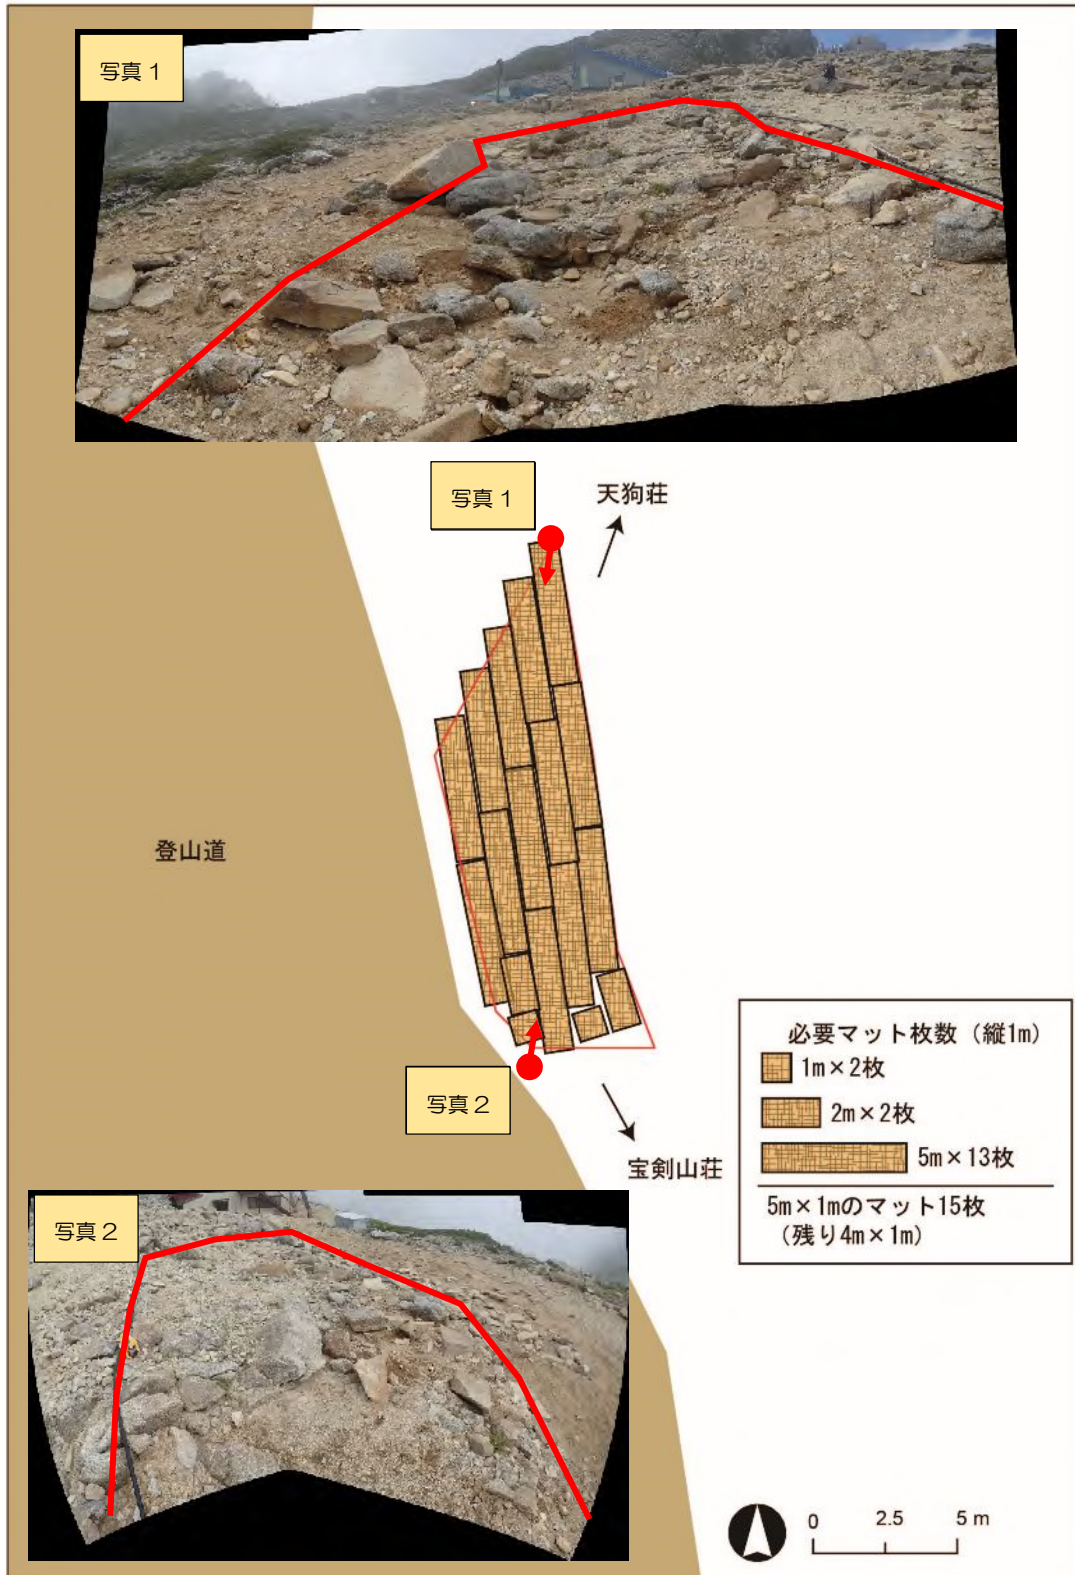 写真１
写真１
天狗荘
登山道
写真２
宝剣山荘
必要マット枚数（縦1m）
1m×2枚
2m×2枚
5m×13枚
5m×1mのマット15枚
（残り4m×1m）
写真２
0 2.5 5 m